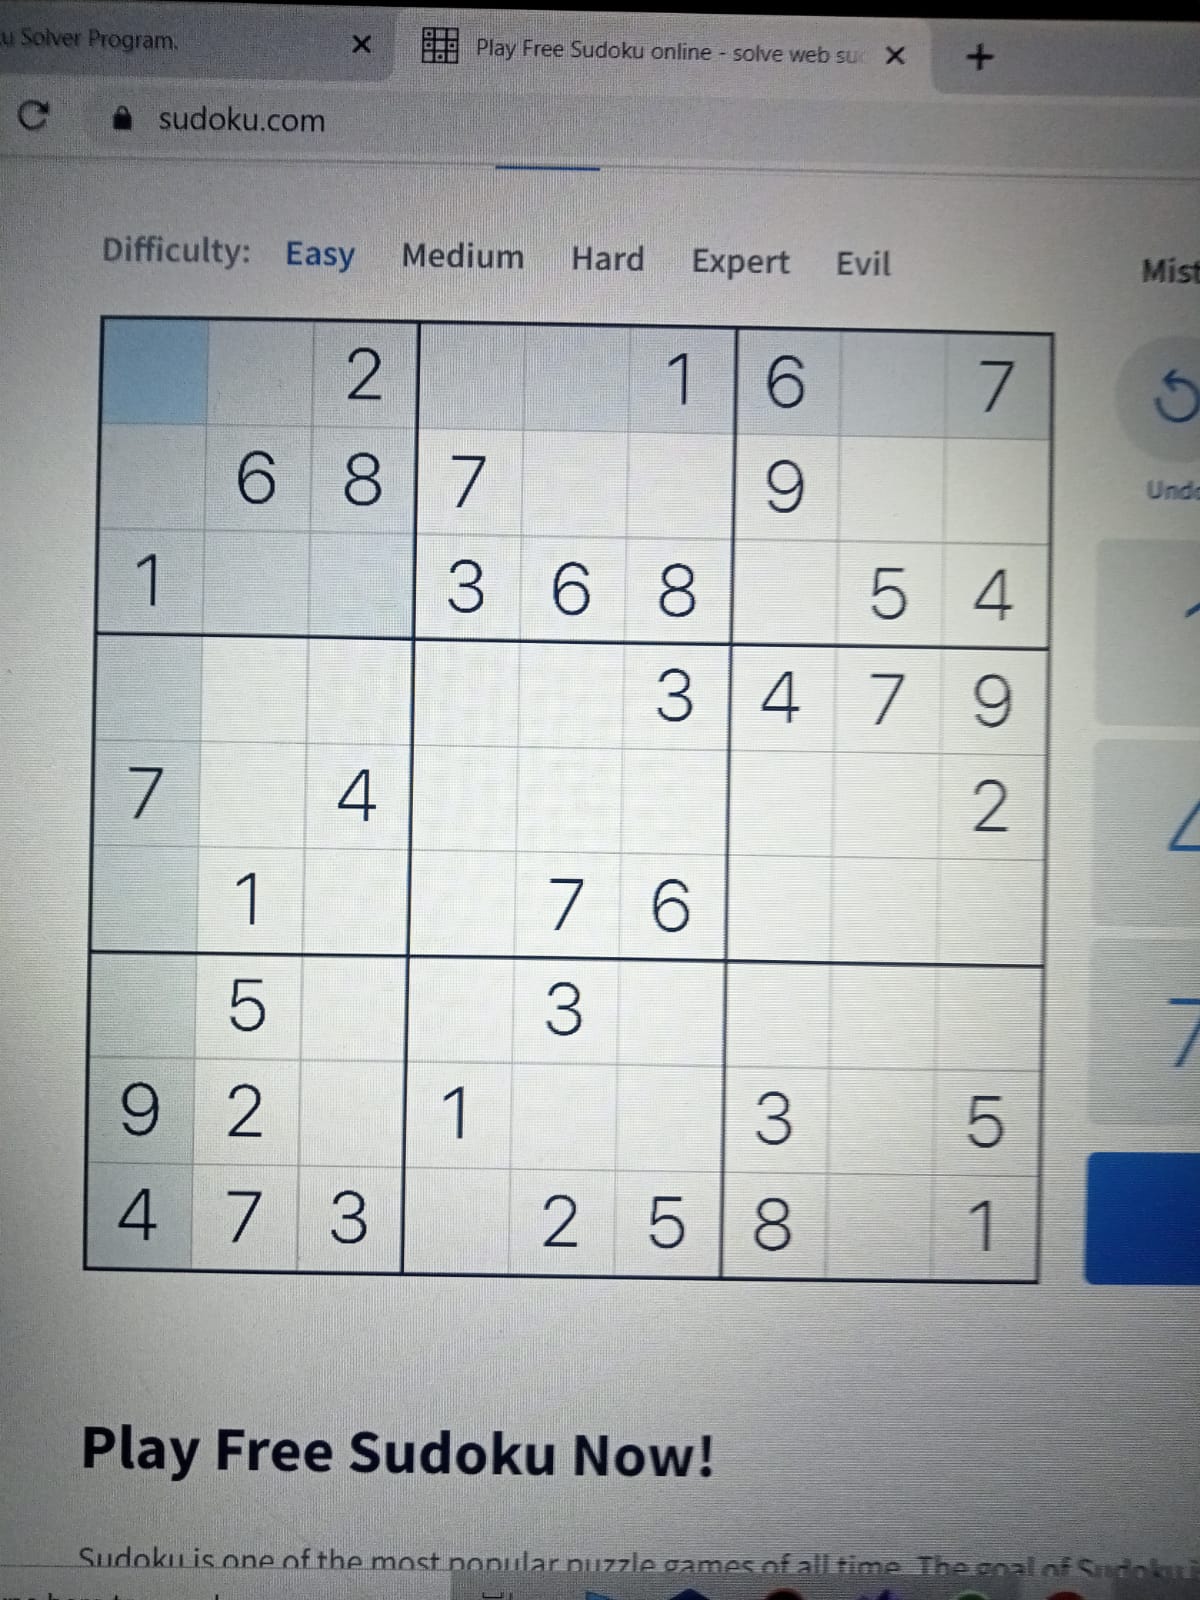 u Solver Program.
Play Free Sudoku online - solve web su
sudoku.com
Difficulty: Easy Medium Hard Expert Evil
Mist
2 1 6 7
6 8 7 9
1 3 6 8 5 4
3 4 7 9
7 4 2
1 7 6
5 3
9 2 1 3 5
4 7 3 2 5 8 1
Undo
7
Play Free Sudoku Now!
Sudoku is one of the most popular puzzle games of all time. The goal of Sudoku